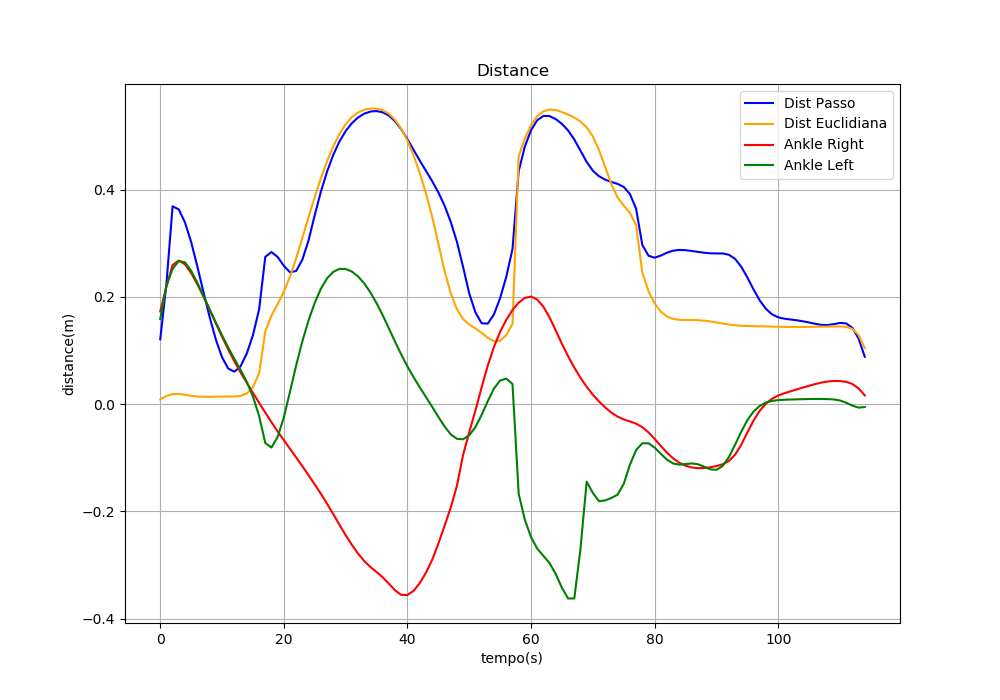 Distance
Dist Passo
Dist Euclidiana
Ankle Right
Ankle Left
distance(m)
0.4
0.2
0.0
−0.2
−0.4
0 20 40 60 80 100
tempo(s)